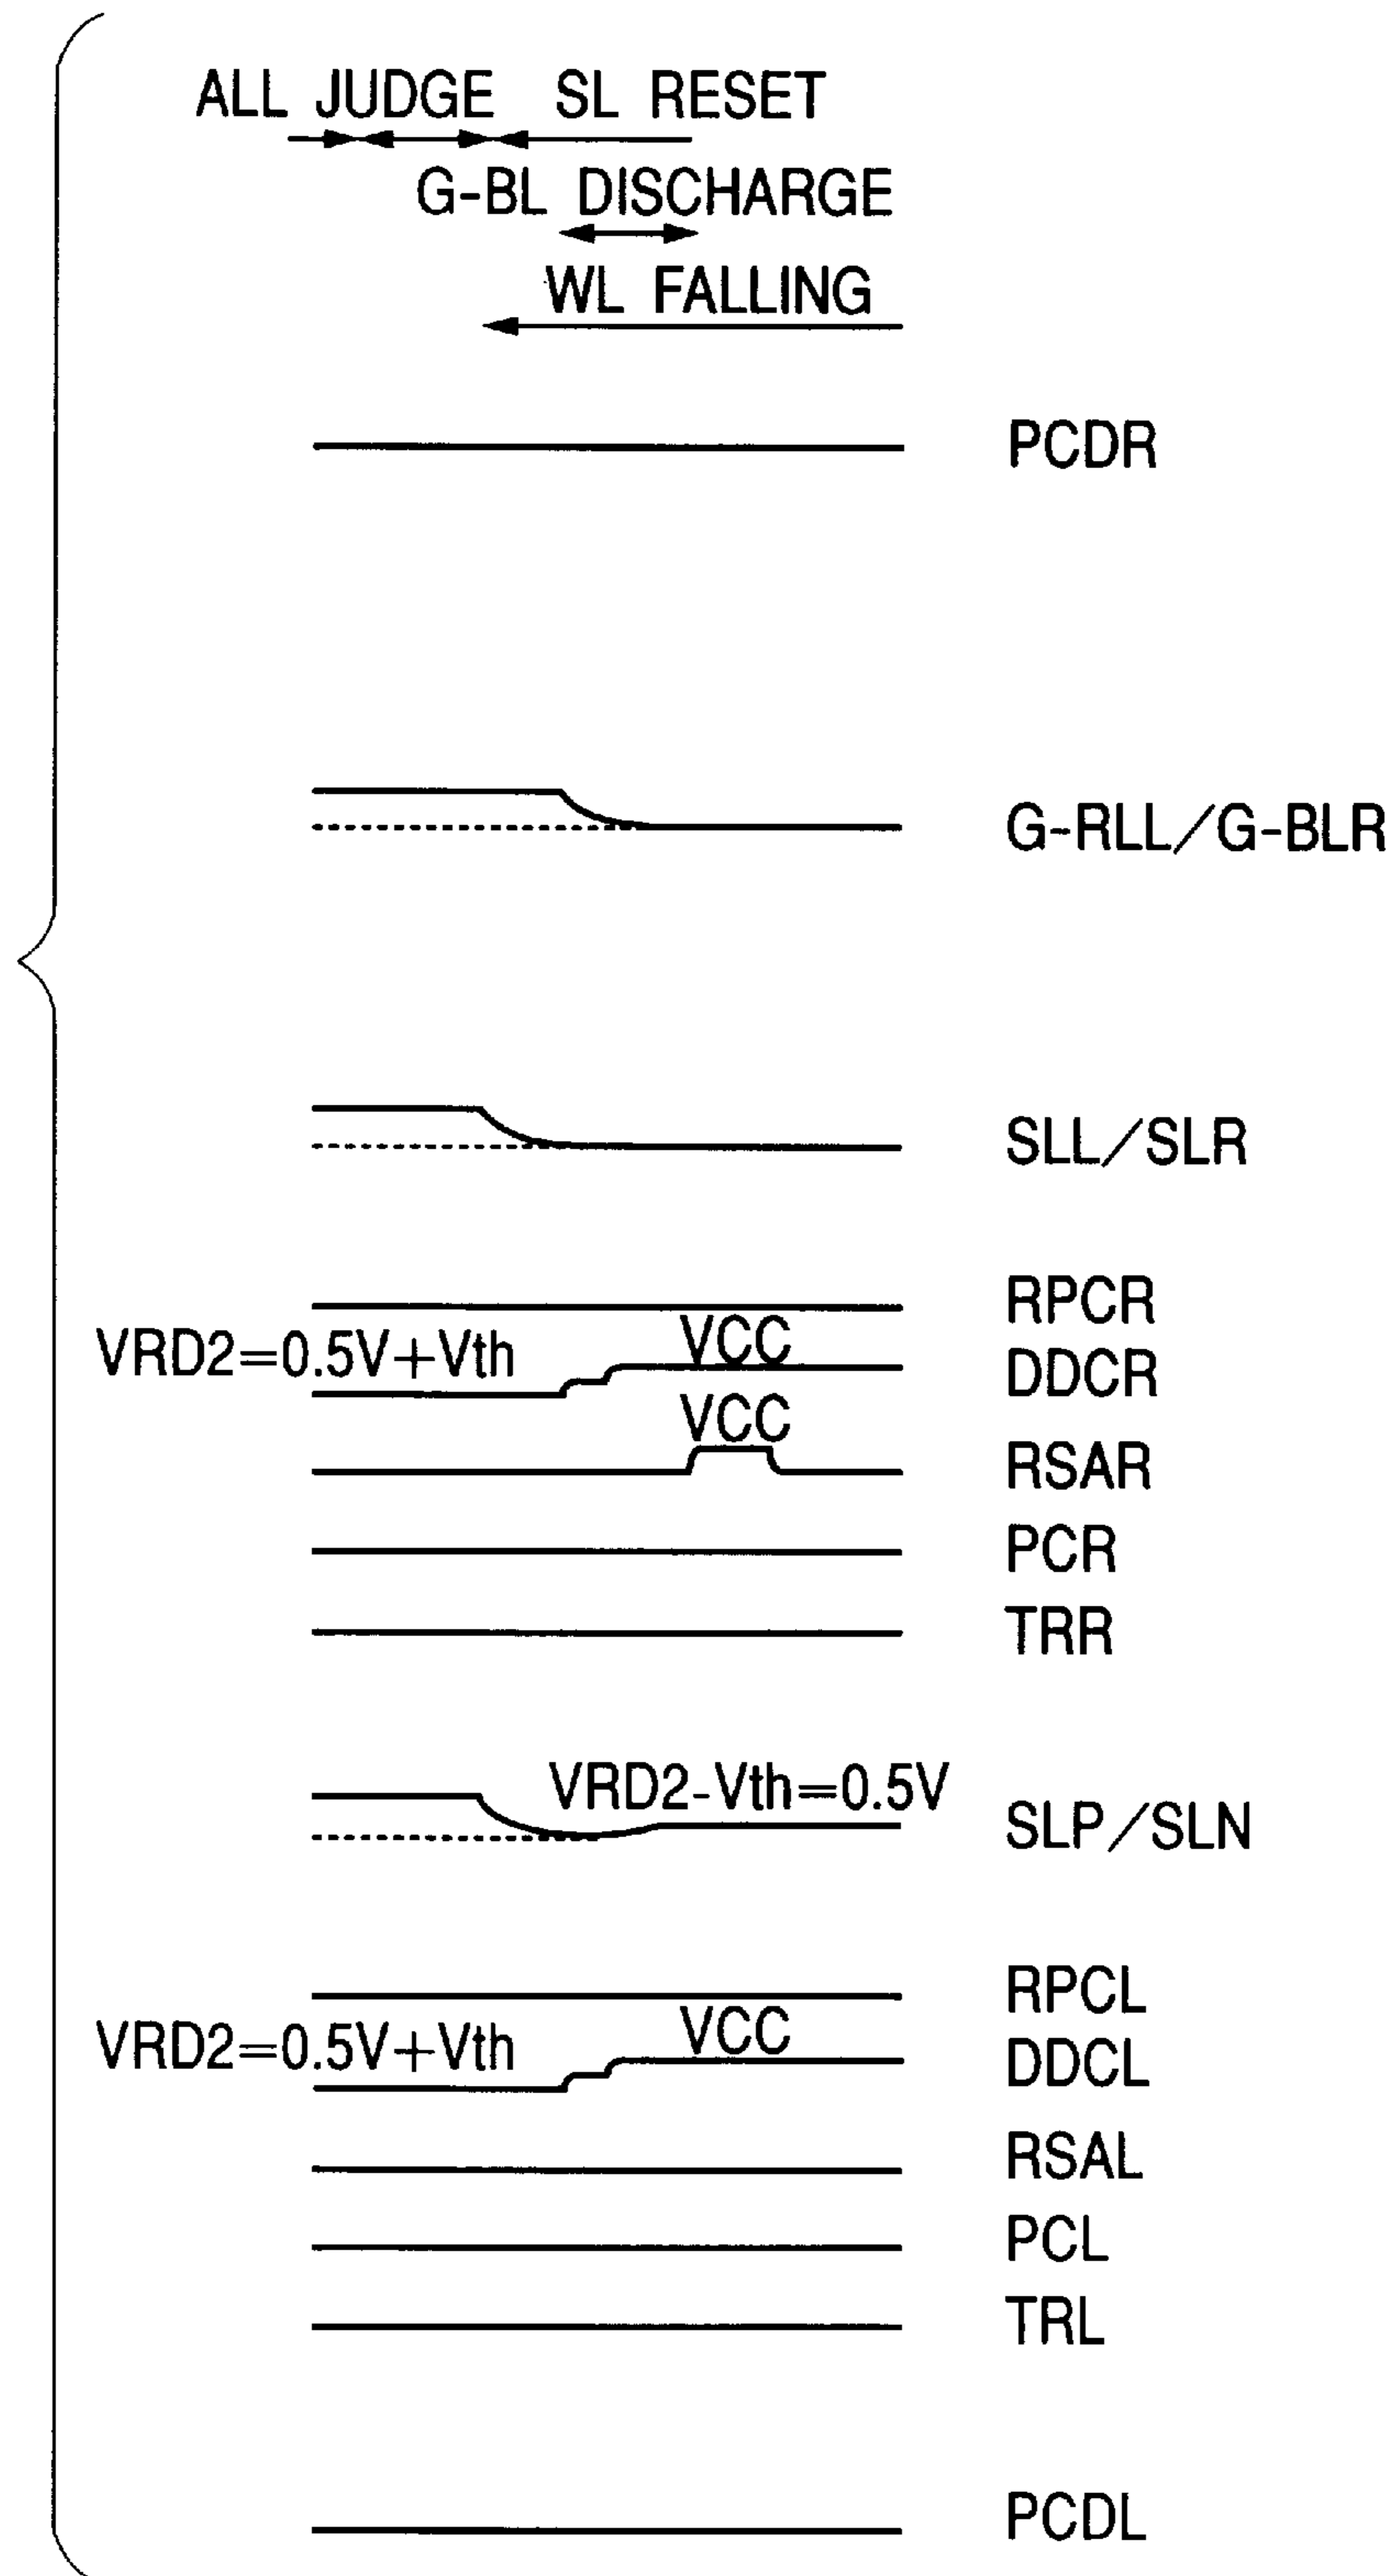 ALL JUDGE SL RESET
G-BL DISCHARGE
WL FALLING
PCDR
G-RLL/G-BLR
SLL/SLR
RPCR
VRD2=0.5V+Vth VCC DDCR
VCC RSAR
PCR
TRR
VRD2-Vth=0.5V SLP/SLN
RPCL
VRD2=0.5V+Vth VCC DDCL
RSAL
PCL
TRL
PCDL